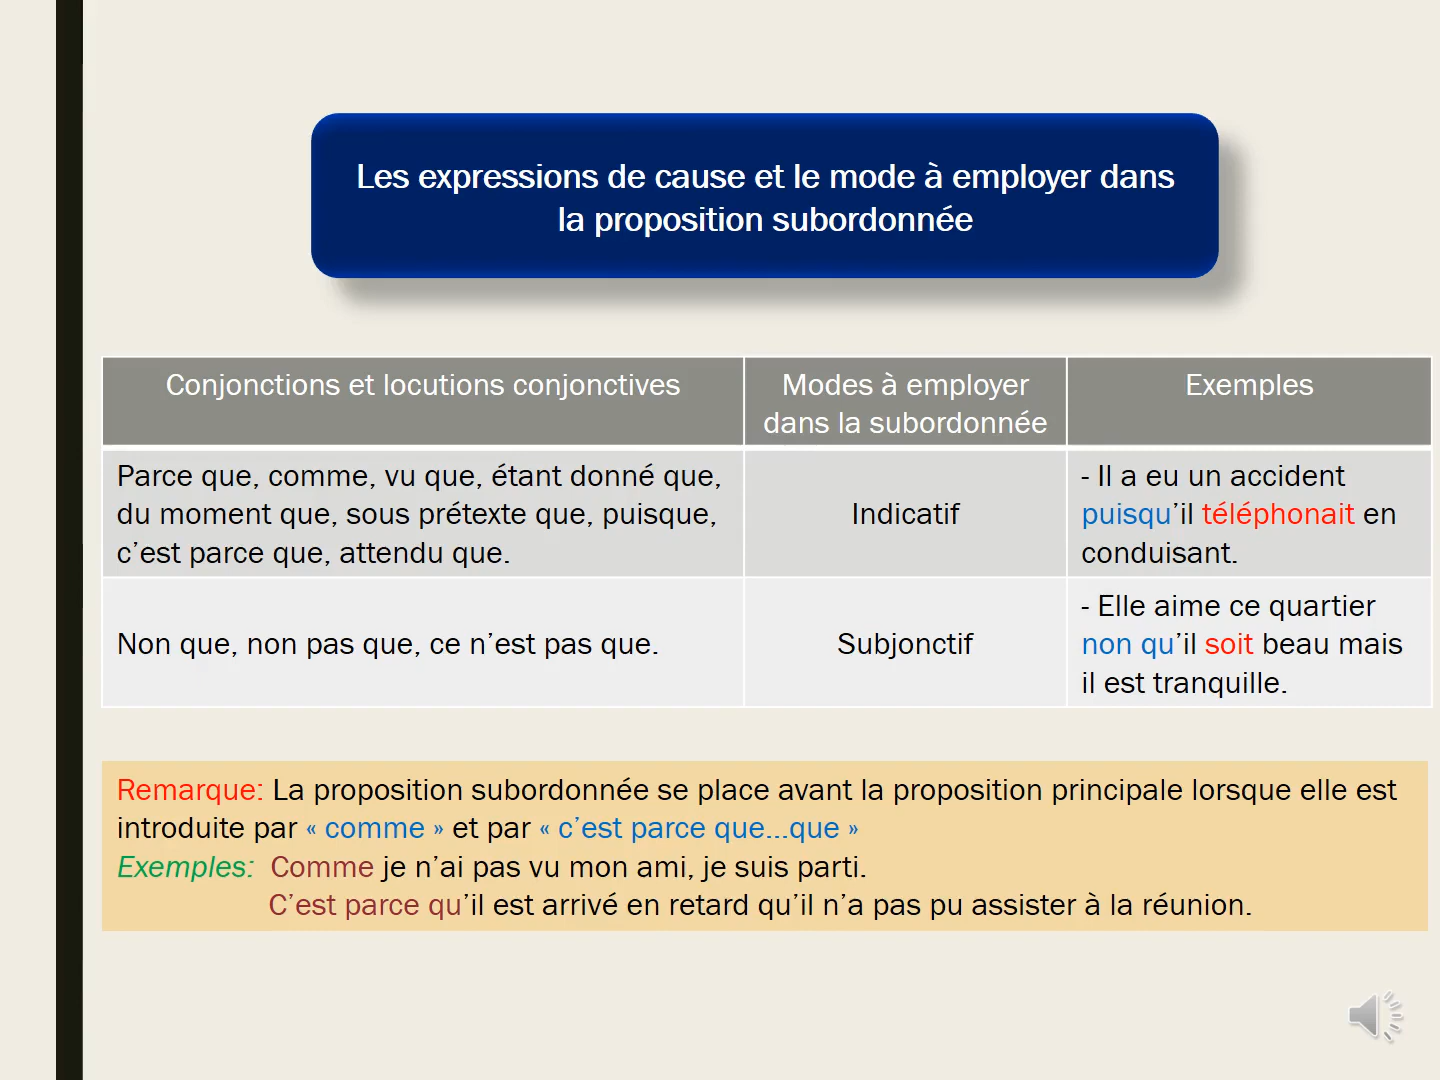 Les expressions de cause et le mode à employer dans
la proposition subordonnée
Conjonctions et locutions conjonctives
Modes à employer
dans la subordonnée
Exemples
Parce que, comme, vu que, étant donné que,
du moment que, sous prétexte que, puisque,
c’est parce que, attendu que.
Indicatif
- Il a eu un accident
puisqu’il téléphonait en
conduisant.
Non que, non pas que, ce n’est pas que.
Subjonctif
- Elle aime ce quartier
non qu’il soit beau mais
il est tranquille.
Remarque: La proposition subordonnée se place avant la proposition principale lorsque elle est
introduite par « comme » et par « c’est parce que...que »
Exemples: Comme je n’ai pas vu mon ami, je suis parti.
C’est parce qu’il est arrivé en retard qu’il n’a pas pu assister à la réunion.